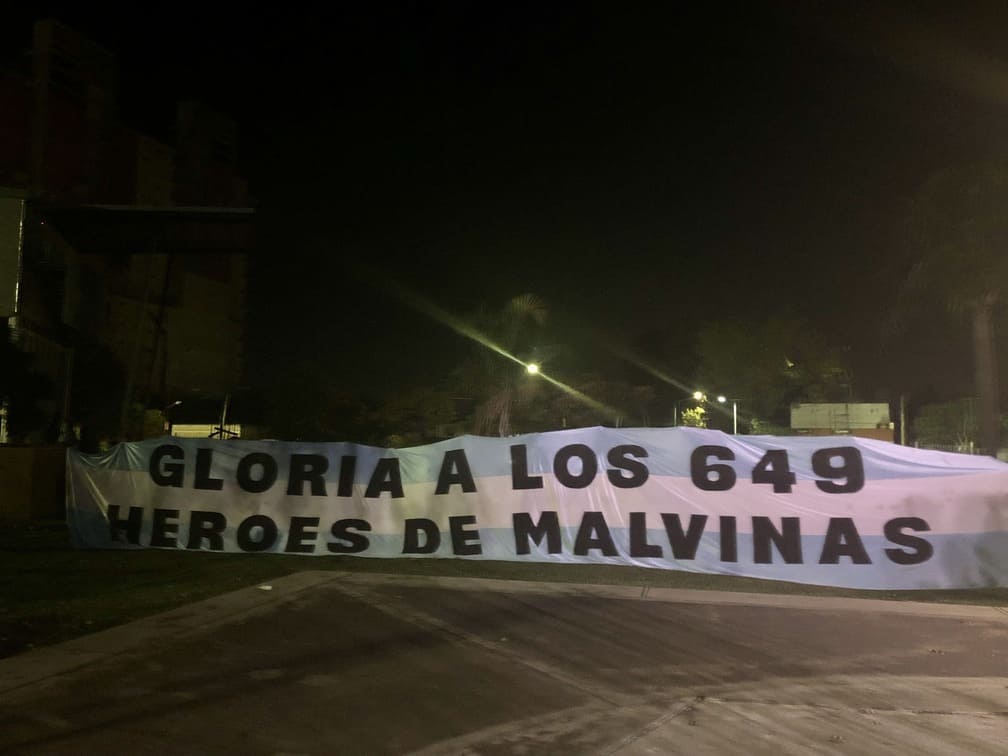 GLORIA A LOS 649
HEROES DE MALVINAS